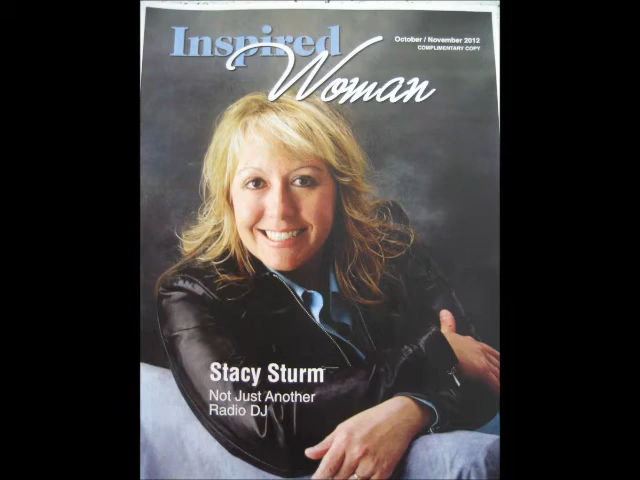 Inspired
Woman
October / November 2012
COMPLIMENTARY COPY
Stacy Sturm
Not Just Another
Radio DJ